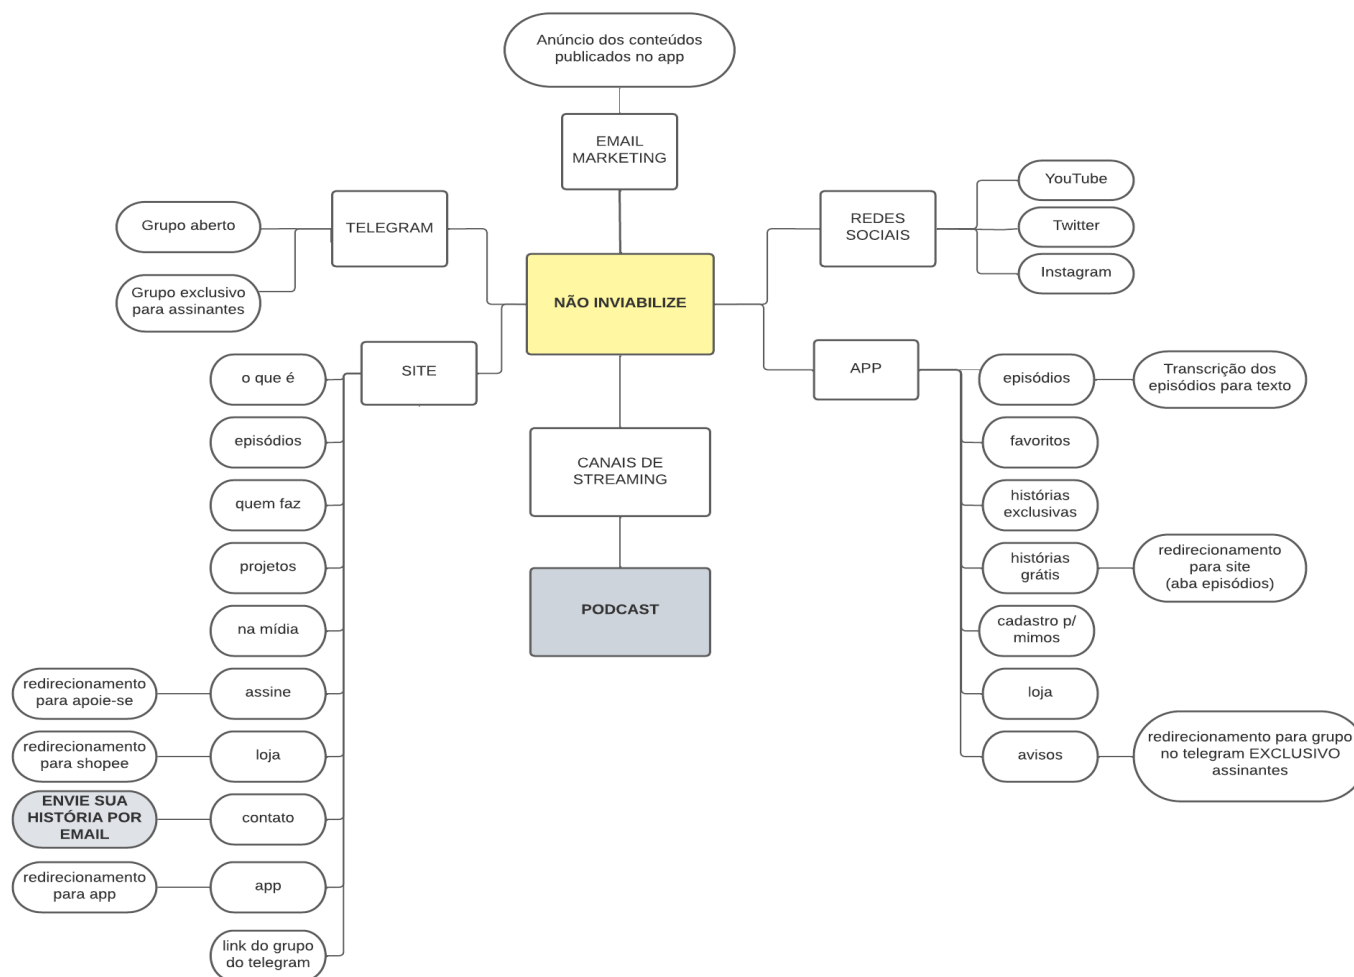 Anúncio dos conteúdos
publicados no app
EMAIL
MARKETING
TELEGRAM
Grupo aberto
Grupo exclusivo
para assinantes
REDES
SOCIAIS
YouTube
Twitter
Instagram
NÃO INVIABILIZE
SITE
o que é
episódios
quem faz
projetos
na mídia
assine
redirecionamento
para apoie-se
loja
redirecionamento
para shopee
contato
ENVIE SUA
HISTÓRIA POR
EMAIL
app
redirecionamento
para app
link do grupo
do telegram
CANAIS DE
STREAMING
PODCAST
APP
episódios
Transcrição dos
episódios para texto
favoritos
histórias
exclusivas
histórias
grátis
redirecionamento
para site
(aba episódios)
cadastro p/
mimos
loja
avisos
redirecionamento para grupo
no telegram EXCLUSIVO
assinantes